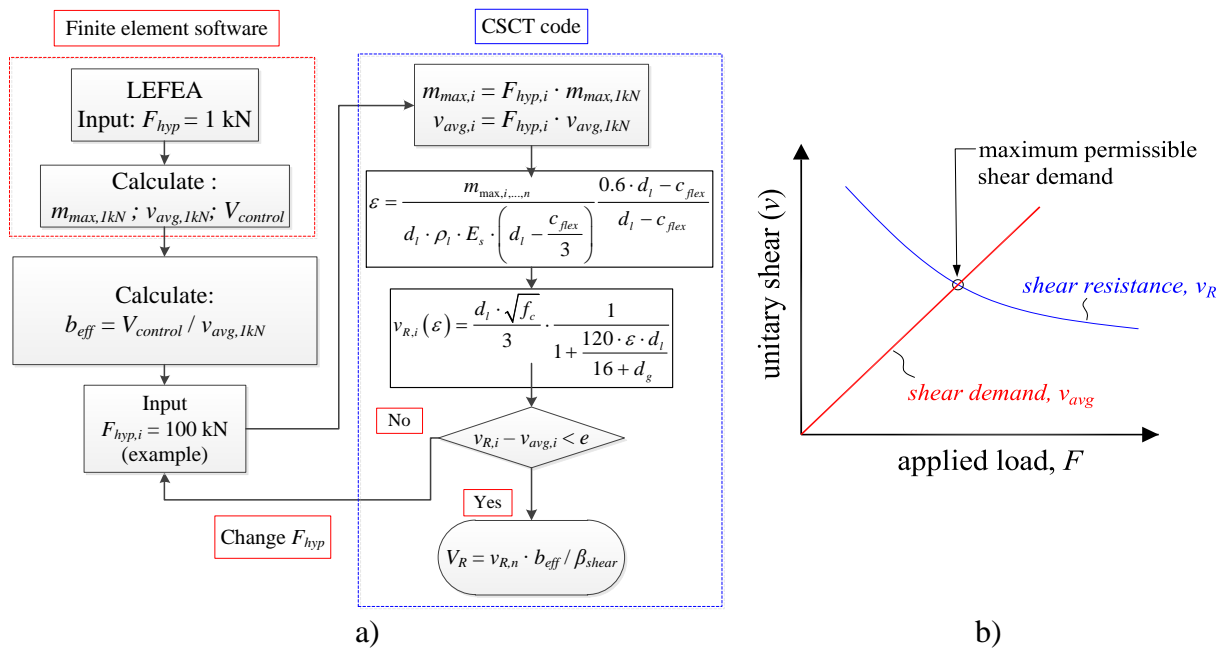 Finite element software
LEFEA
Input: F_hyp = 1 kN
Calculate :
m_max,1kN ; v_avg,1kN; V_control
Calculate:
b_eff = V_control / v_avg,1kN
Input
F_hyp,i = 100 kN
(example)
Change F_hyp
CSCT code
m_max,i = F_hyp,i · m_max,1kN
v_avg,i = F_hyp,i · v_avg,1kN
ε = m_max,i,...,n / (d_l · ρ_l · E_s · (d_l − c_flex / 3)) · (0.6 · d_l − c_flex) / (d_l − c_flex)
v_R,i (ε) = (d_l · √f_c) / 3 · 1 / (1 + (120 · ε · d_l) / (16 + d_g))
No
v_R,i − v_avg,i < e
Yes
V_R = v_R,n · b_eff / β_shear
a)
unitary shear (v)
maximum permissible
shear demand
shear resistance, v_R
shear demand, v_avg
applied load, F
b)